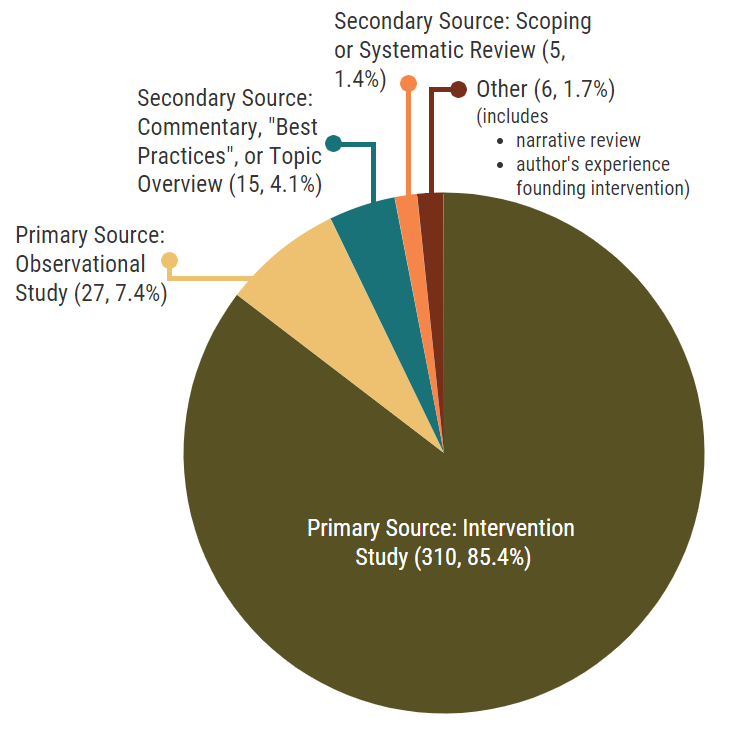 Secondary Source: Scoping
or Systematic Review (5,
1.4%)
Other (6, 1.7%)
(includes
• narrative review
• author's experience
founding intervention)
Secondary Source:
Commentary, "Best
Practices", or Topic
Overview (15, 4.1%)
Primary Source:
Observational
Study (27, 7.4%)
Primary Source: Intervention
Study (310, 85.4%)